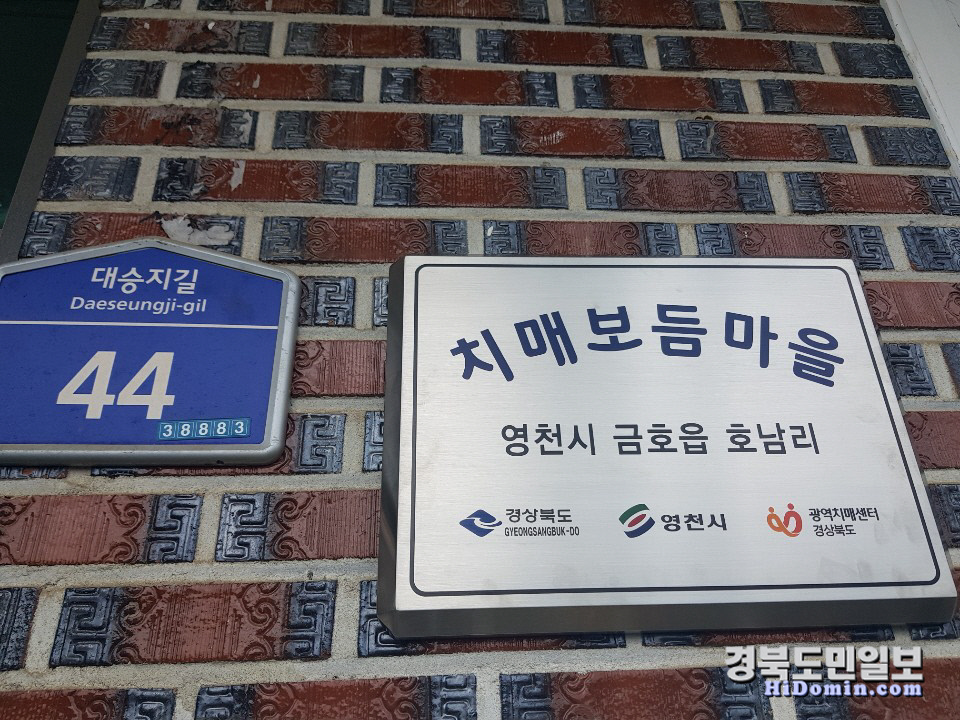 대승지길
Daeseungji-gil
44
38883
치매보듬마을
영천시 금호읍 호남리
경상북도
GYEONGSANGBUK-DO
영천시
광역치매센터
경상북도
경북도민일보
HiDomin.com